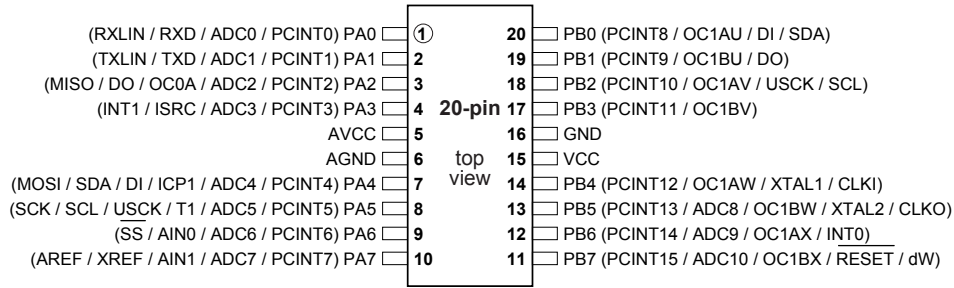 (RXLIN / RXD / ADC0 / PCINT0) PA0 1 20 PB0 (PCINT8 / OC1AU / DI / SDA)
(TXLIN / TXD / ADC1 / PCINT1) PA1 2 19 PB1 (PCINT9 / OC1BU / DO)
(MISO / DO / OC0A / ADC2 / PCINT2) PA2 3 18 PB2 (PCINT10 / OC1AV / USCK / SCL)
(INT1 / ISRC / ADC3 / PCINT3) PA3 4 20-pin 17 PB3 (PCINT11 / OC1BV)
AVCC 5 16 GND
AGND 6 top 15 VCC
(MOSI / SDA / DI / ICP1 / ADC4 / PCINT4) PA4 7 view 14 PB4 (PCINT12 / OC1AW / XTAL1 / CLKI)
(SCK / SCL / USCK / T1 / ADC5 / PCINT5) PA5 8 13 PB5 (PCINT13 / ADC8 / OC1BW / XTAL2 / CLKO)
(SS / AIN0 / ADC6 / PCINT6) PA6 9 12 PB6 (PCINT14 / ADC9 / OC1AX / INT0)
(AREF / XREF / AIN1 / ADC7 / PCINT7) PA7 10 11 PB7 (PCINT15 / ADC10 / OC1BX / RESET / dW)